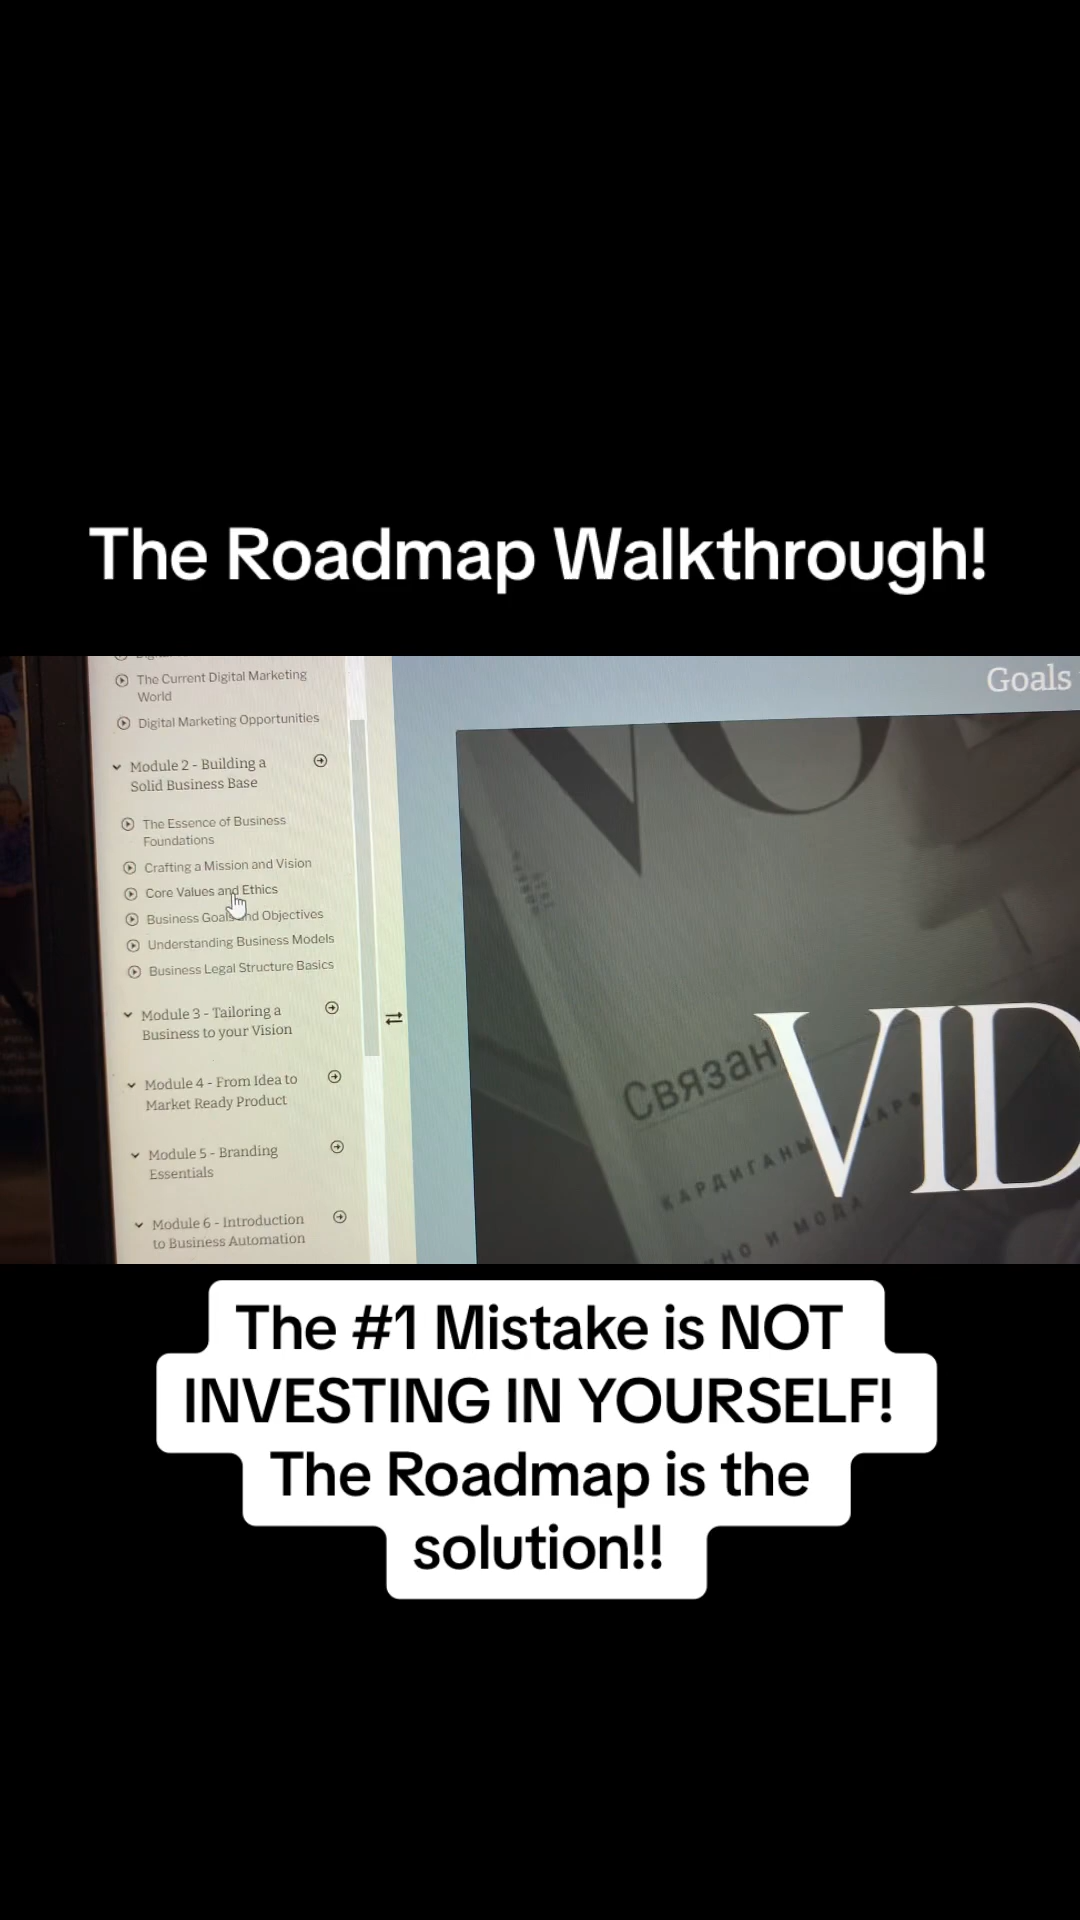 The Roadmap Walkthrough!
The Current Digital Marketing
World
Digital Marketing Opportunities
Module 2 - Building a
Solid Business Base
The Essence of Business
Foundations
Crafting a Mission and Vision
Core Values and Ethics
Business Goals and Objectives
Understanding Business Models
Business Legal Structure Basics
Module 3 - Tailoring a
Business to your Vision
Module 4 - From Idea to
Market Ready Product
Module 5 - Branding
Essentials
Module 6 - Introduction
to Business Automation
Goals
VO
Связан
КАРДИГАНЫ
И МОДА
VID
The #1 Mistake is NOT
INVESTING IN YOURSELF!
The Roadmap is the
solution!!